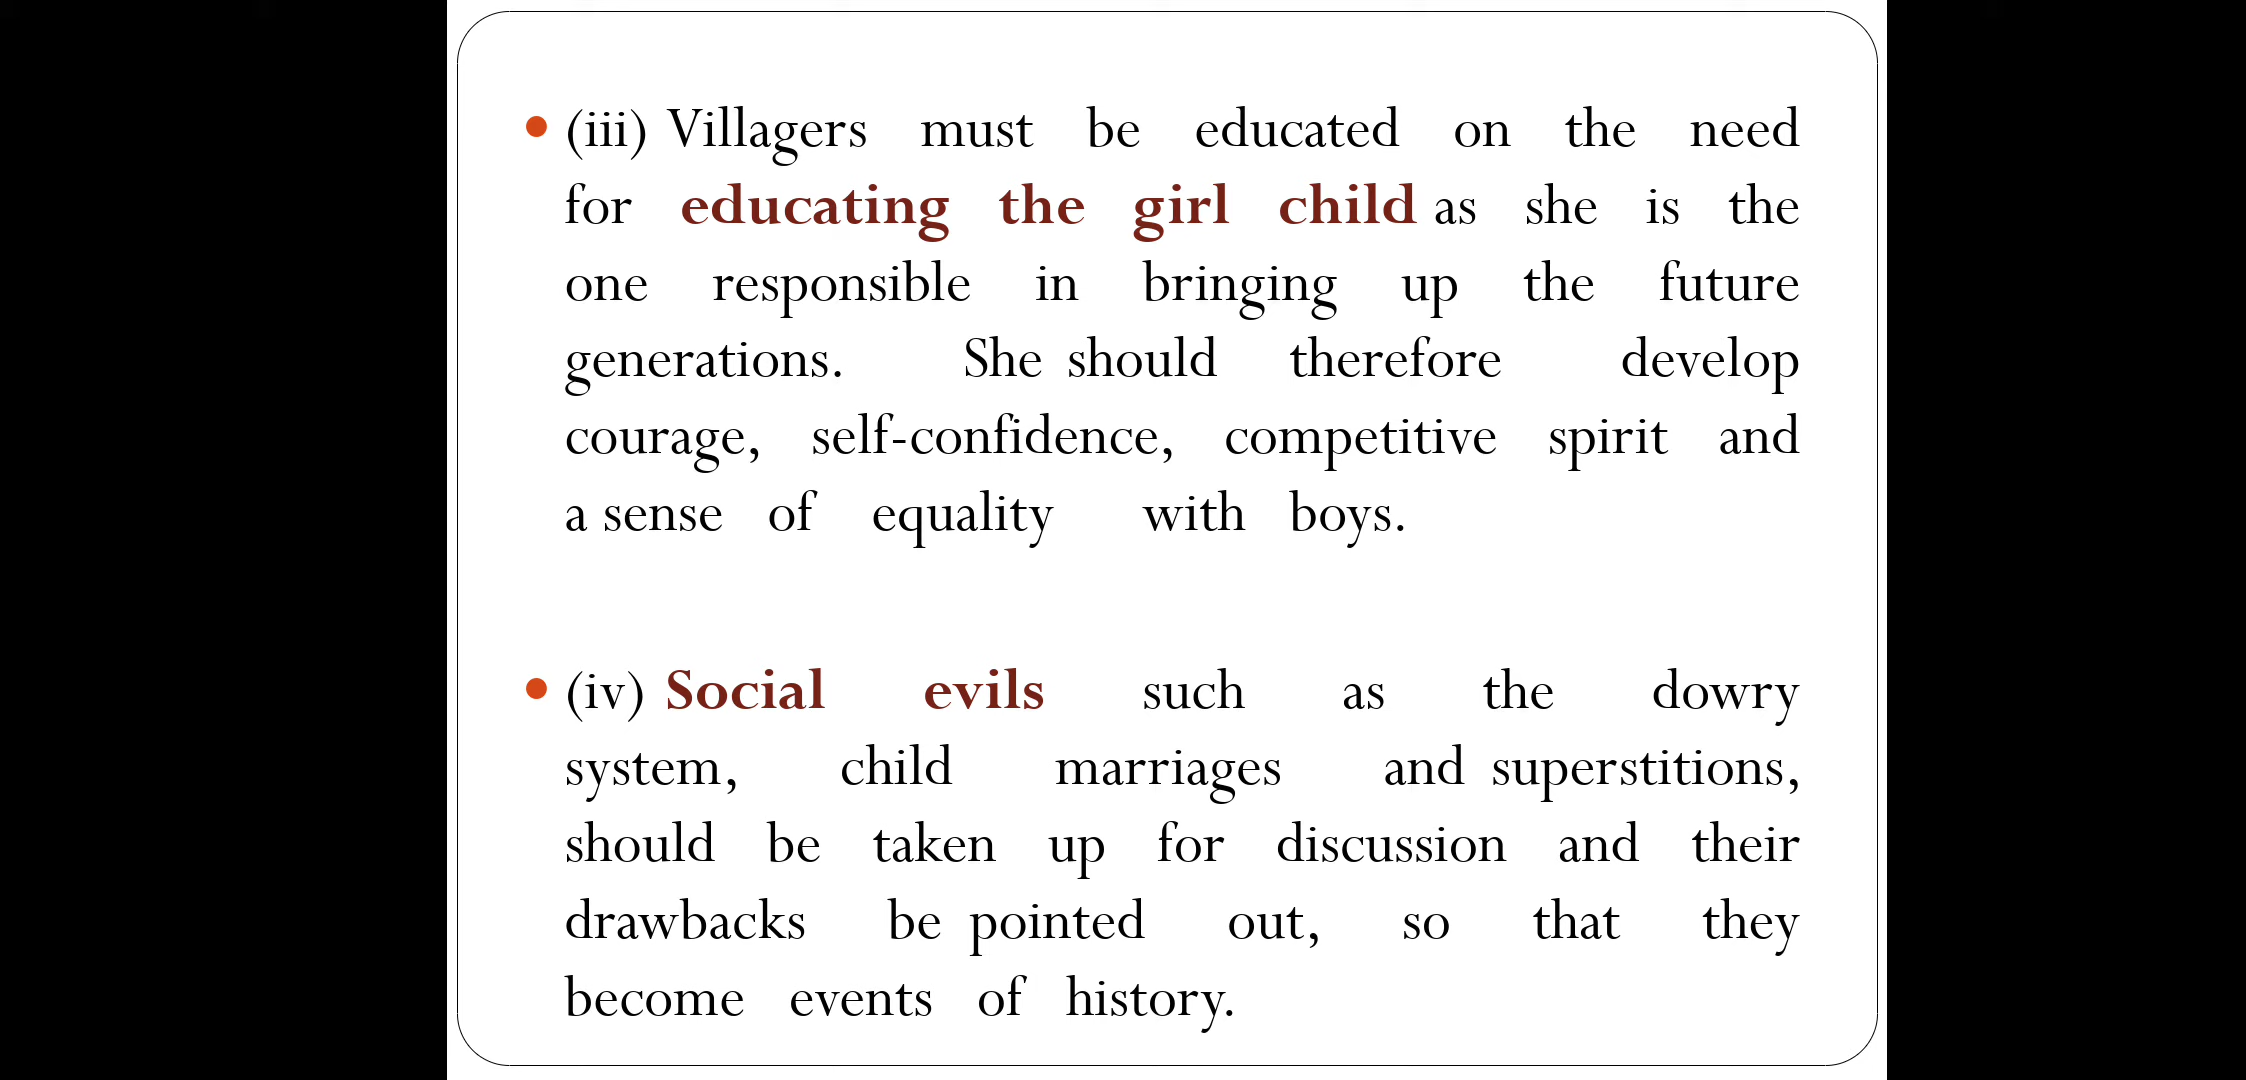 • (iii) Villagers must be educated on the need
for educating the girl child as she is the
one responsible in bringing up the future
generations. She should therefore develop
courage, self-confidence, competitive spirit and
a sense of equality with boys.
• (iv) Social evils such as the dowry
system, child marriages and superstitions,
should be taken up for discussion and their
drawbacks be pointed out, so that they
become events of history.